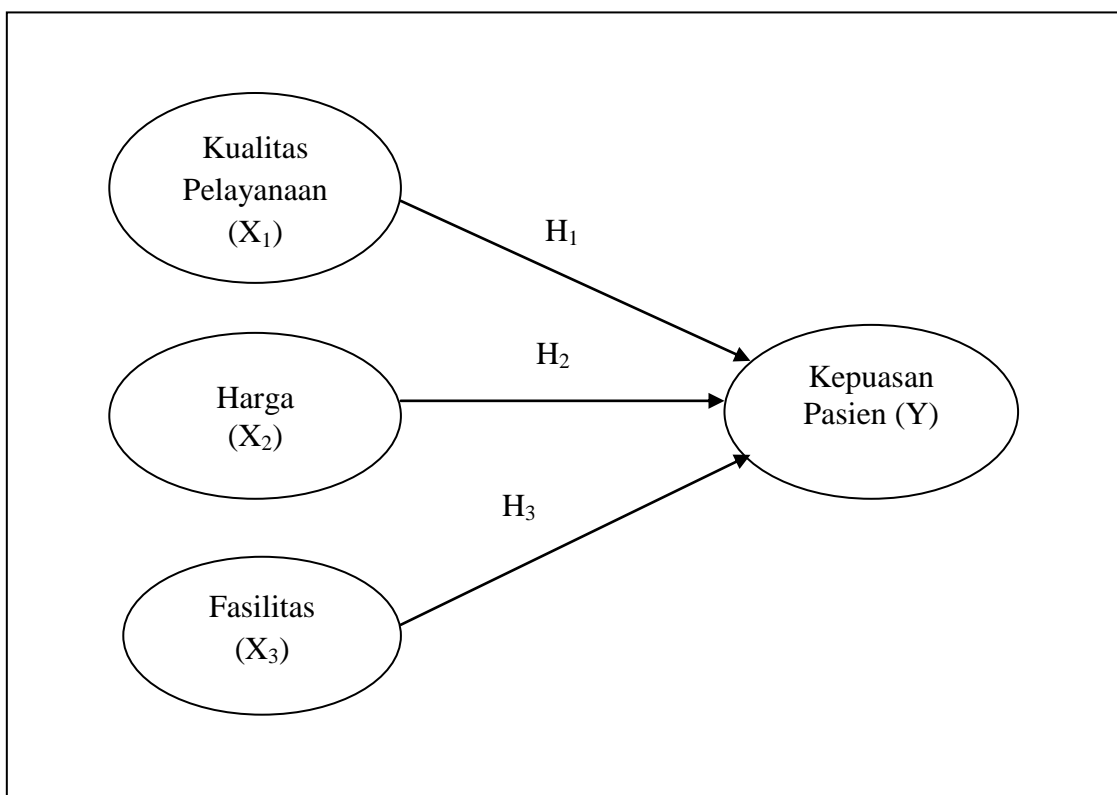 Kualitas
Pelayanaan
(X₁)
H₁
H₂
Harga
(X₂)
Kepuasan
Pasien (Y)
H₃
Fasilitas
(X₃)